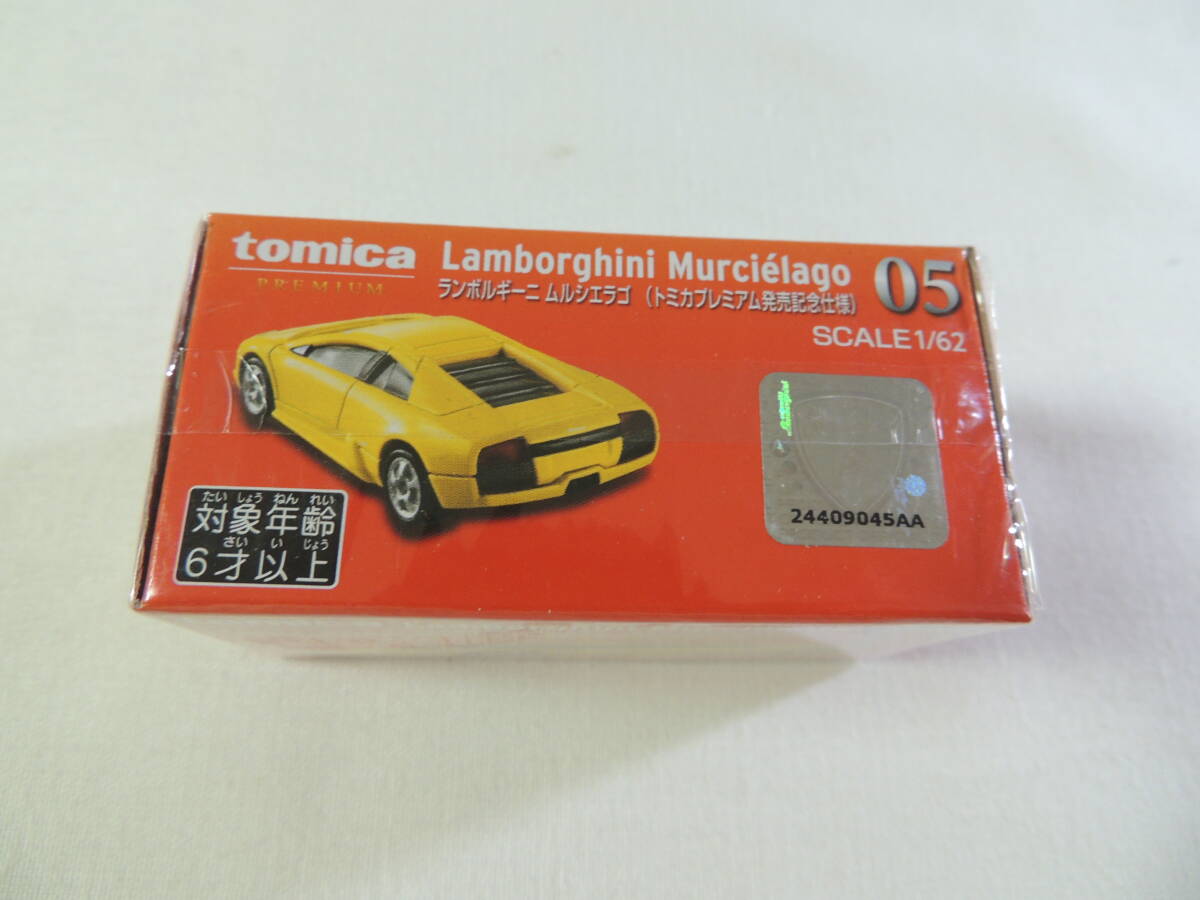 tomica
PREMIUM
Lamborghini Murciélago
ランボルギーニ ムルシエラゴ （トミカプレミアム発売記念仕様）
05
SCALE 1/62
24409045AA
たい しょう ねん れい
対象年齢
さい い じょう
6才以上